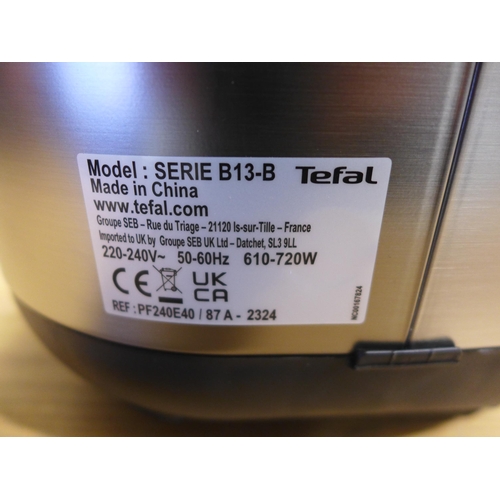 Model : SERIE B13-B Tefal
Made in China
www.tefal.com
Groupe SEB – Rue du Triage – 21120 Is-sur-Tille – France
Imported to UK by Groupe SEB UK Ltd – Datchet, SL3 9LL
220-240V~ 50-60Hz 610-720W
CE UK CA
REF : PF240E40 / 87 A - 2324
NC00187824